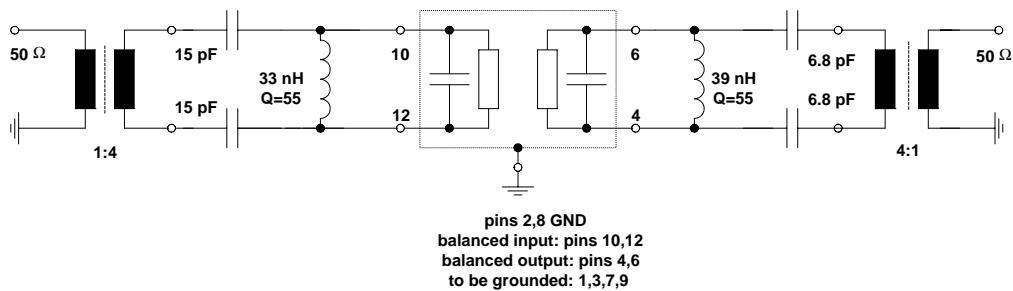 50 Ω
15 pF
10
6
6.8 pF
50 Ω
33 nH
Q=55
39 nH
Q=55
15 pF
12
4
6.8 pF
1:4
4:1
pins 2,8 GND
balanced input: pins 10,12
balanced output: pins 4,6
to be grounded: 1,3,7,9